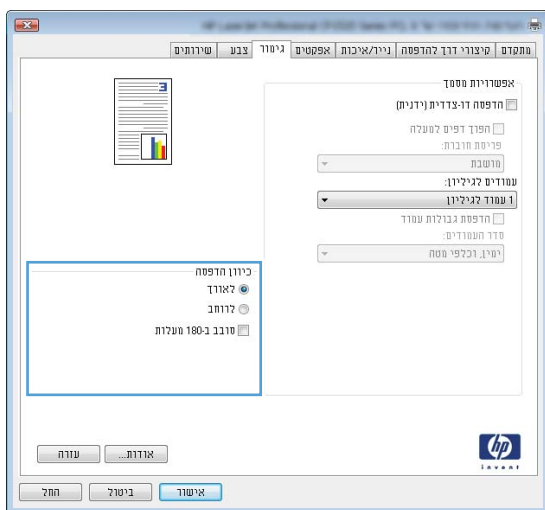 מתקדם קיצורי דרך להדפסה נייר/איכות אפקטים גימור צבע שירותים
אפשרויות מסמך
הדפסה דו-צדדית (ידנית)
הפוך דפים למעלה
פריסת חוברת:
מושבת
עמודים לגיליון:
1 עמוד לגיליון
הדפסת גבולות עמוד
סדר העמודים:
ימין, וכלפי מטה
כיוון הדפסה
לאורך
לרוחב
סובב ב-180 מעלות
hp
invent
אודות... עזרה
אישור ביטול החל